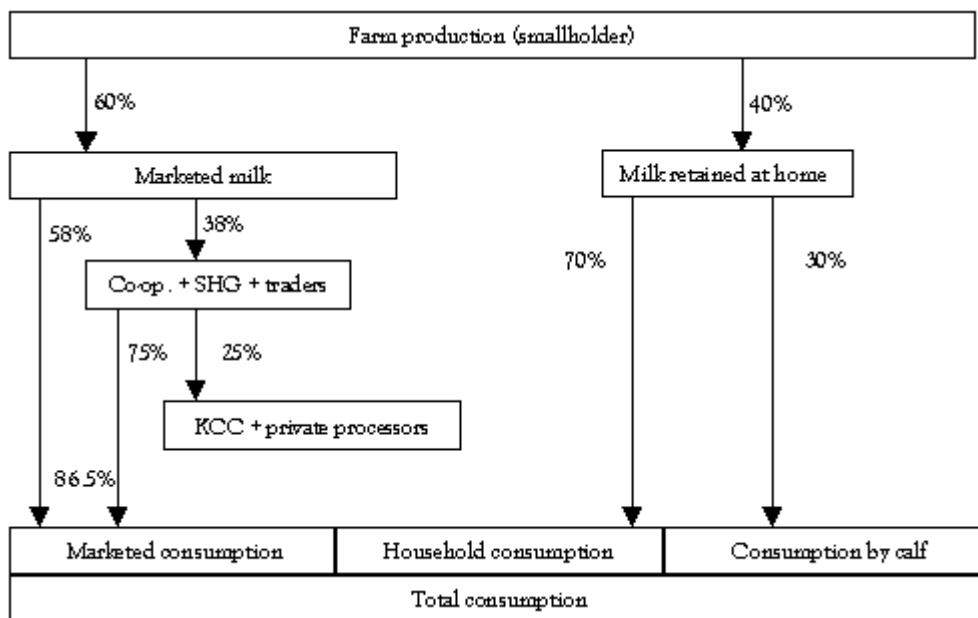 Farm production (smallholder)
60%
40%
Marketed milk
Milk retained at home
58%
38%
70%
30%
Co-op. + SHG + traders
75%
25%
KCC + private processors
86.5%
Marketed consumption
Household consumption
Consumption by calf
Total consumption